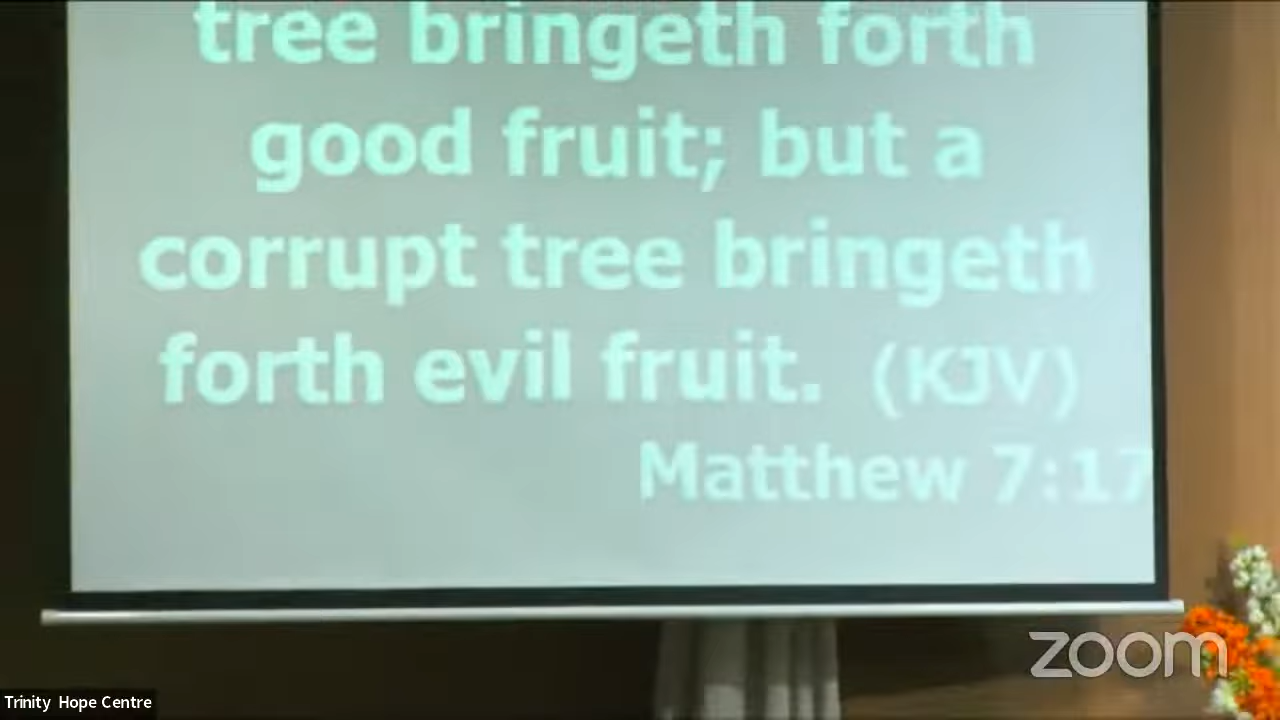 tree bringeth forth
good fruit; but a
corrupt tree bringeth
forth evil fruit. (KJV)
Matthew 7:17
zoom
Trinity Hope Centre